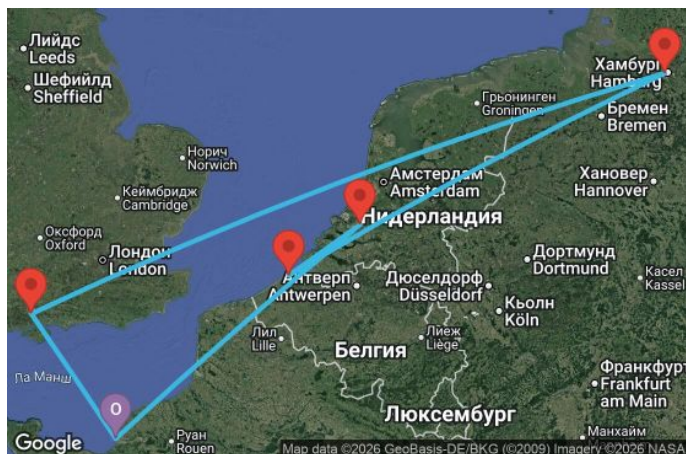 Лийдс
Leeds
Шефийлд
Sheffield
Хамбург
Hamburg
Грьонинген
Groningen
Бремен
Bremen
Норич
Norwich
Амстердам
Amsterdam
Хановер
Hannover
Кеймбридж
Cambridge
Нидерландия
Оксфорд
Oxford
Лондон
London
Дортмунд
Dortmund
Антверп
Antwerpen
Дюселдорф
Düsseldorf
Касел
Kassel
Кьолн
Köln
Лил
Lille
Лиеж
Liège
Белгия
Ла Манш
Франкфурт
Frankfurt
am Main
O
Люксембург
Руан
Rouen
Манхайм
Google
Map data ©2026 GeoBasis-DE/BKG (©2009) Imagery ©2026 NASA